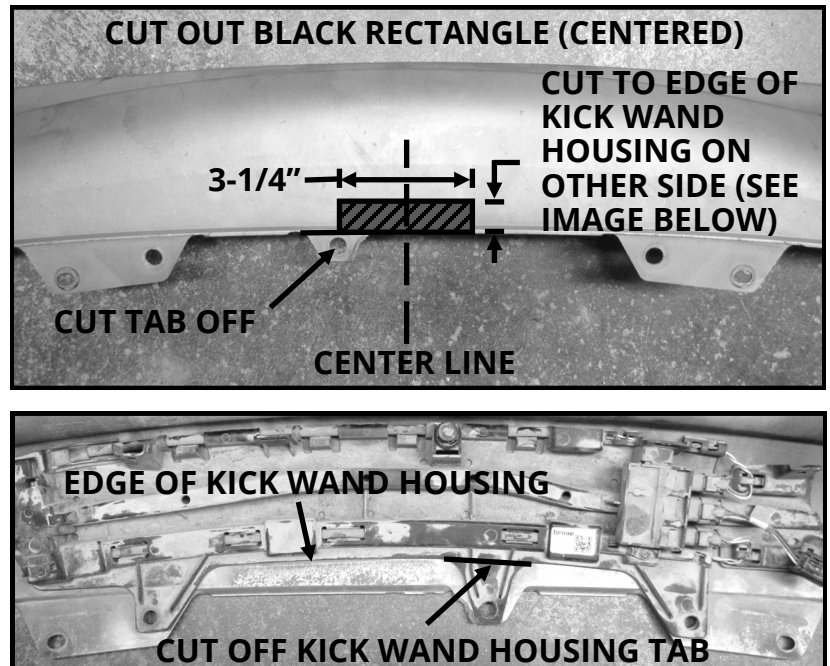 CUT OUT BLACK RECTANGLE (CENTERED)
CUT TO EDGE OF
KICK WAND
HOUSING ON
OTHER SIDE (SEE
IMAGE BELOW)
3-1/4”
CUT TAB OFF
CENTER LINE
EDGE OF KICK WAND HOUSING
brose
CUT OFF KICK WAND HOUSING TAB